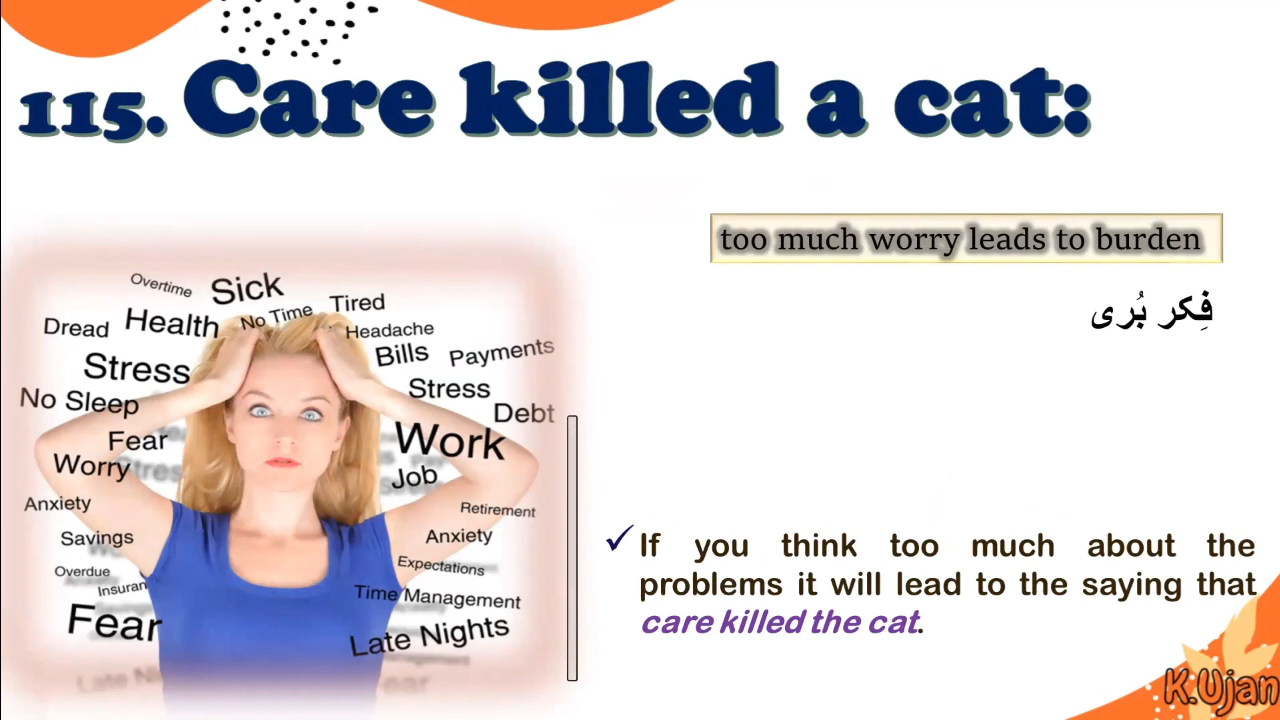 115. Care killed a cat:
too much worry leads to burden
فِكر بُرى
Overtime
Sick
Tired
Dread
Health
No Time
Headache
Bills
Payments
Stress
Stress
No Sleep
Debt
Fear
Work
Worry
Job
Anxiety
Retirement
Savings
Anxiety
Overdue
Expectations
Insuran
Time Management
Fear
Late Nights
✓ If you think too much about the
problems it will lead to the saying that
care killed the cat.
K.Ujan